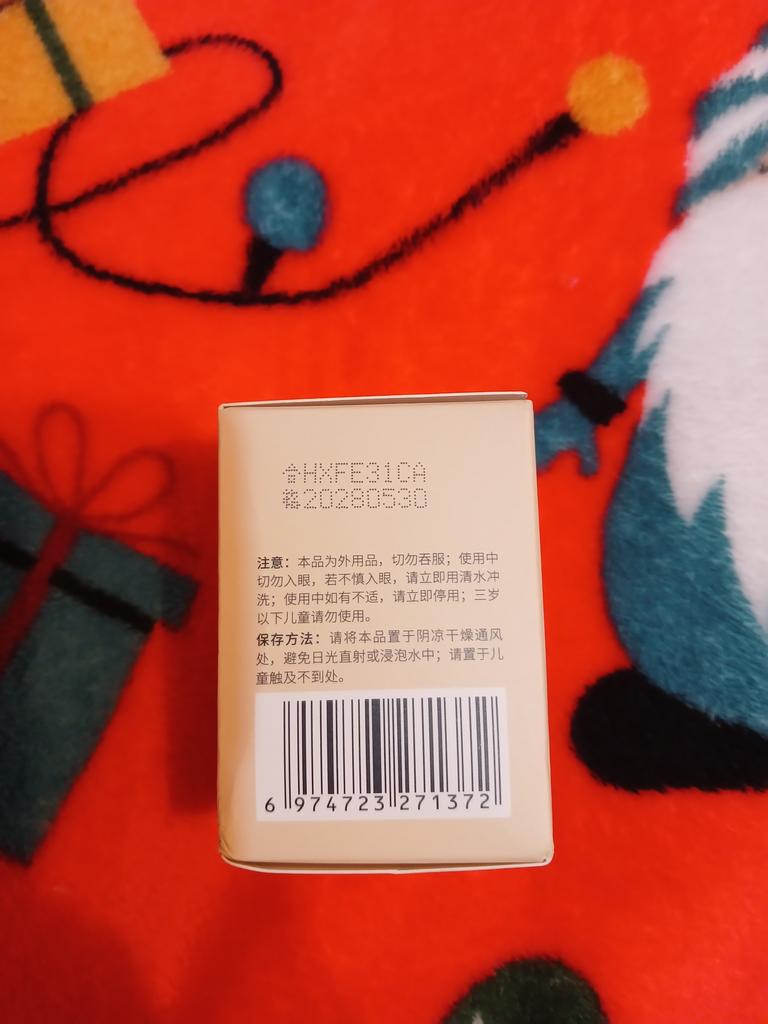 HXFE31CA
20280530
注意：本品为外用品，切勿吞服；使用中
切勿入眼，若不慎入眼，请立即用清水冲
洗；使用中如有不适，请立即停用；三岁
以下儿童请勿使用。
保存方法：请将本品置于阴凉干燥通风
处，避免日光直射或浸泡水中；请置于儿
童触及不到处。
6 974723 271372